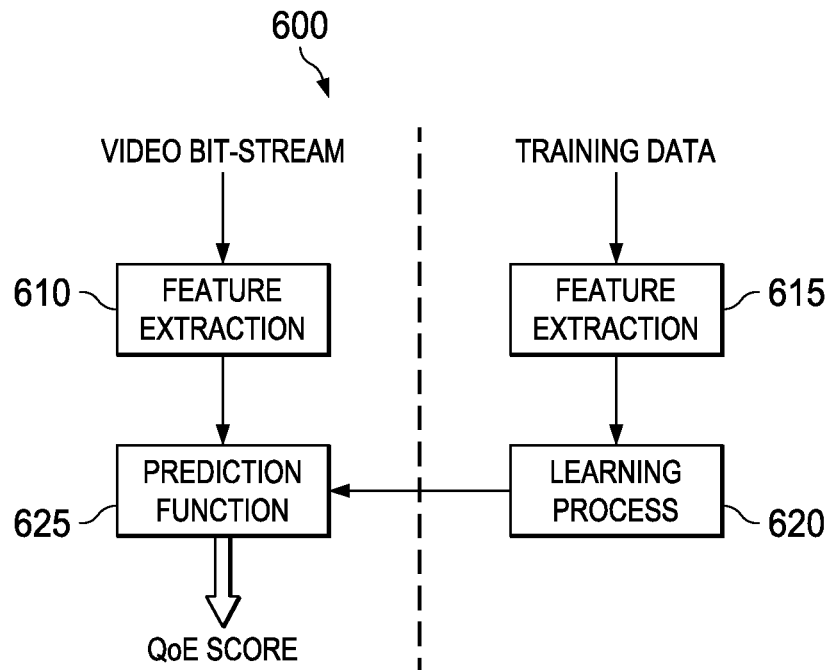 600
VIDEO BIT-STREAM
TRAINING DATA
610
FEATURE
EXTRACTION
FEATURE
EXTRACTION
615
625
PREDICTION
FUNCTION
LEARNING
PROCESS
620
QoE SCORE